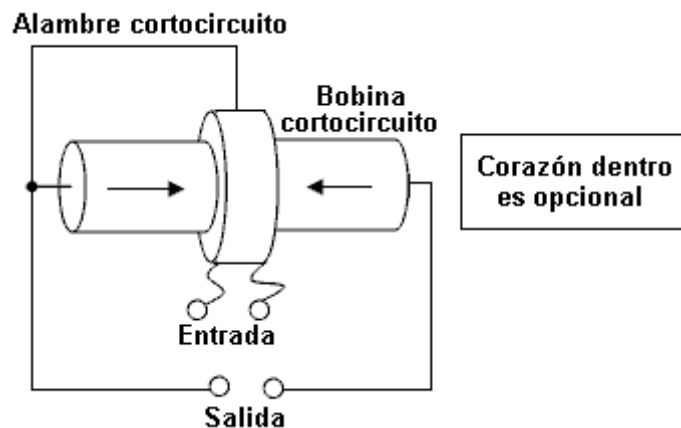 Alambre cortocircuito
Bobina
cortocircuito
Corazón dentro
es opcional
Entrada
Salida